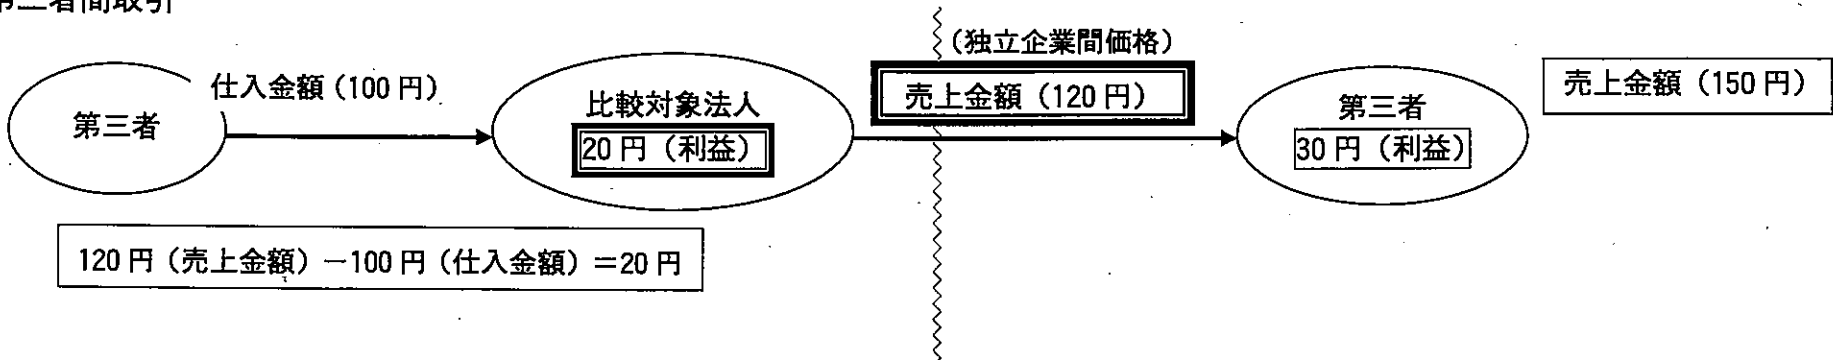 第三者間取引
(独立企業間価格)
仕入金額(100円)
売上金額(120円)
売上金額(150円)
第三者
比較対象法人
20円(利益)
第三者
30円(利益)
120円(売上金額)-100円(仕入金額)=20円